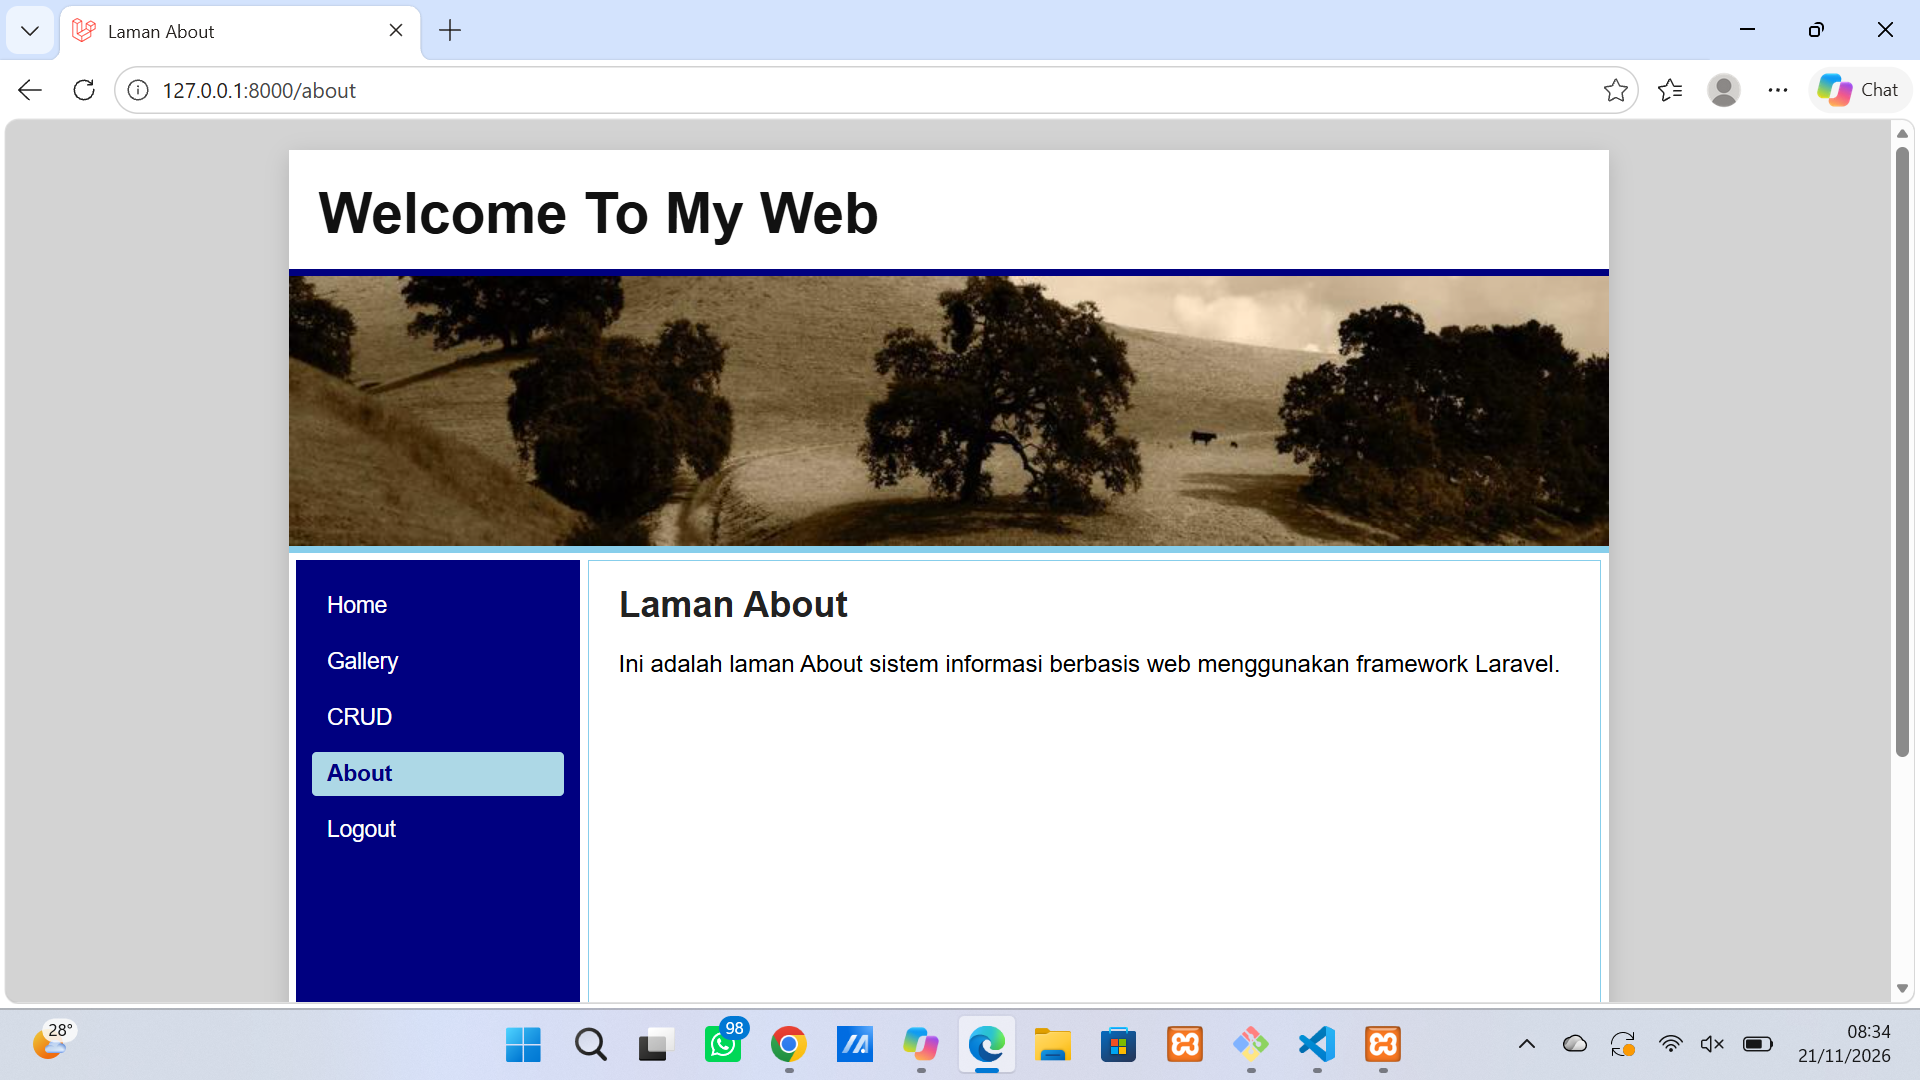 Laman About
127.0.0.1:8000/about
Chat
Welcome To My Web
Home
Gallery
CRUD
About
Logout
Laman About
Ini adalah laman About sistem informasi berbasis web menggunakan framework Laravel.
28°
98
08:34
21/11/2026